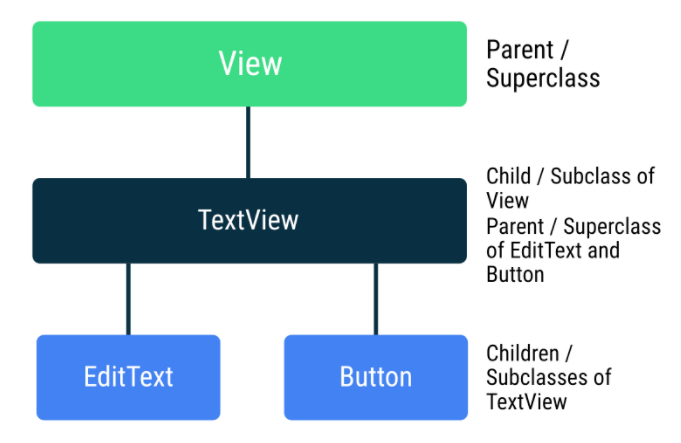 View
Parent /
Superclass
TextView
Child / Subclass of
View
Parent / Superclass
of EditText and
Button
EditText
Button
Children /
Subclasses of
TextView